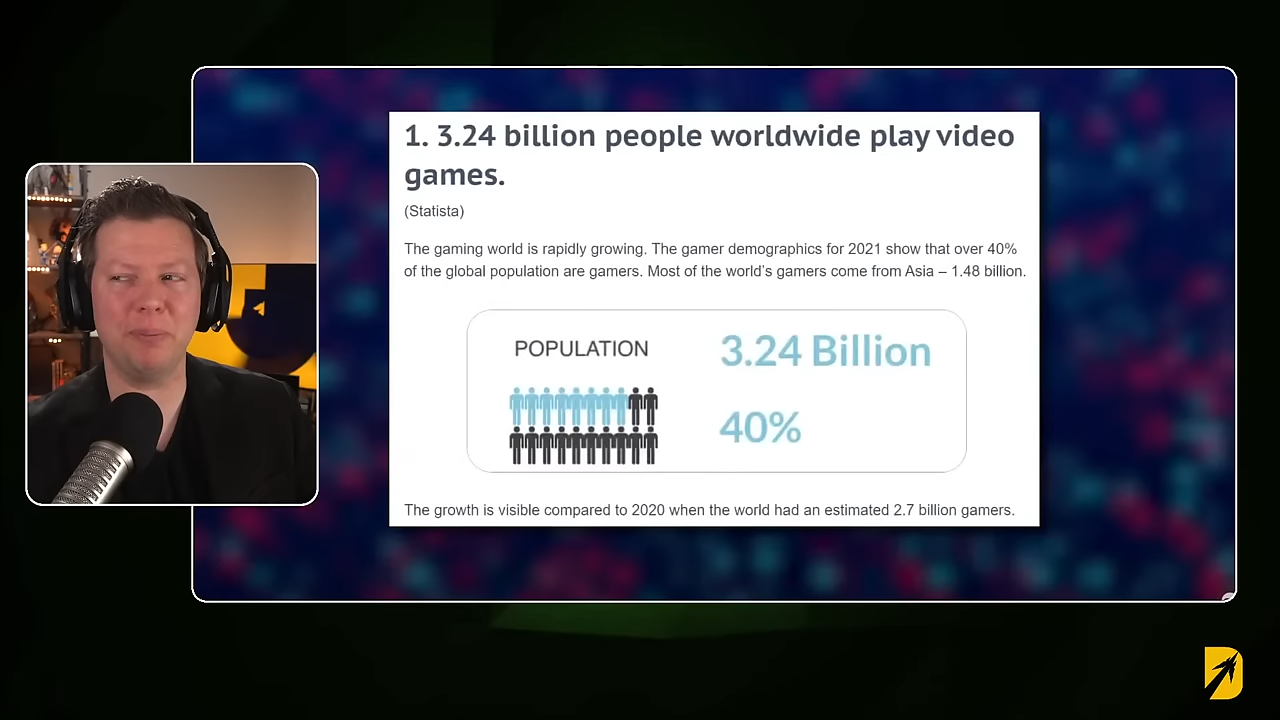 1. 3.24 billion people worldwide play video
games.
(Statista)
The gaming world is rapidly growing. The gamer demographics for 2021 show that over 40%
of the global population are gamers. Most of the world's gamers come from Asia – 1.48 billion.
POPULATION
3.24 Billion
40%
The growth is visible compared to 2020 when the world had an estimated 2.7 billion gamers.